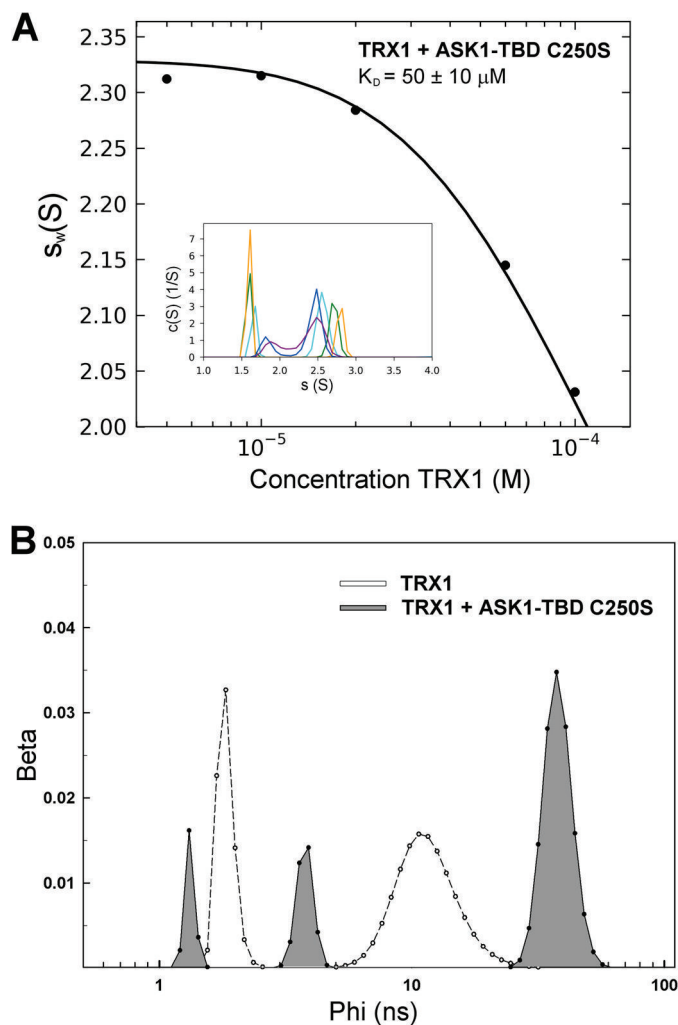 A
TRX1 + ASK1-TBD C250S
K_D = 50 ± 10 µM
2.35
2.30
2.25
2.20
2.15
2.10
2.05
2.00
s_w(S)
7
6
5
4
3
2
1
0
c(S) (1/S)
1.0 1.5 2.0 2.5 3.0 3.5 4.0
s (S)
10⁻⁵ 10⁻⁴
Concentration TRX1 (M)
B
0.05
0.04
0.03
0.02
0.01
Beta
TRX1
TRX1 + ASK1-TBD C250S
1 10 100
Phi (ns)